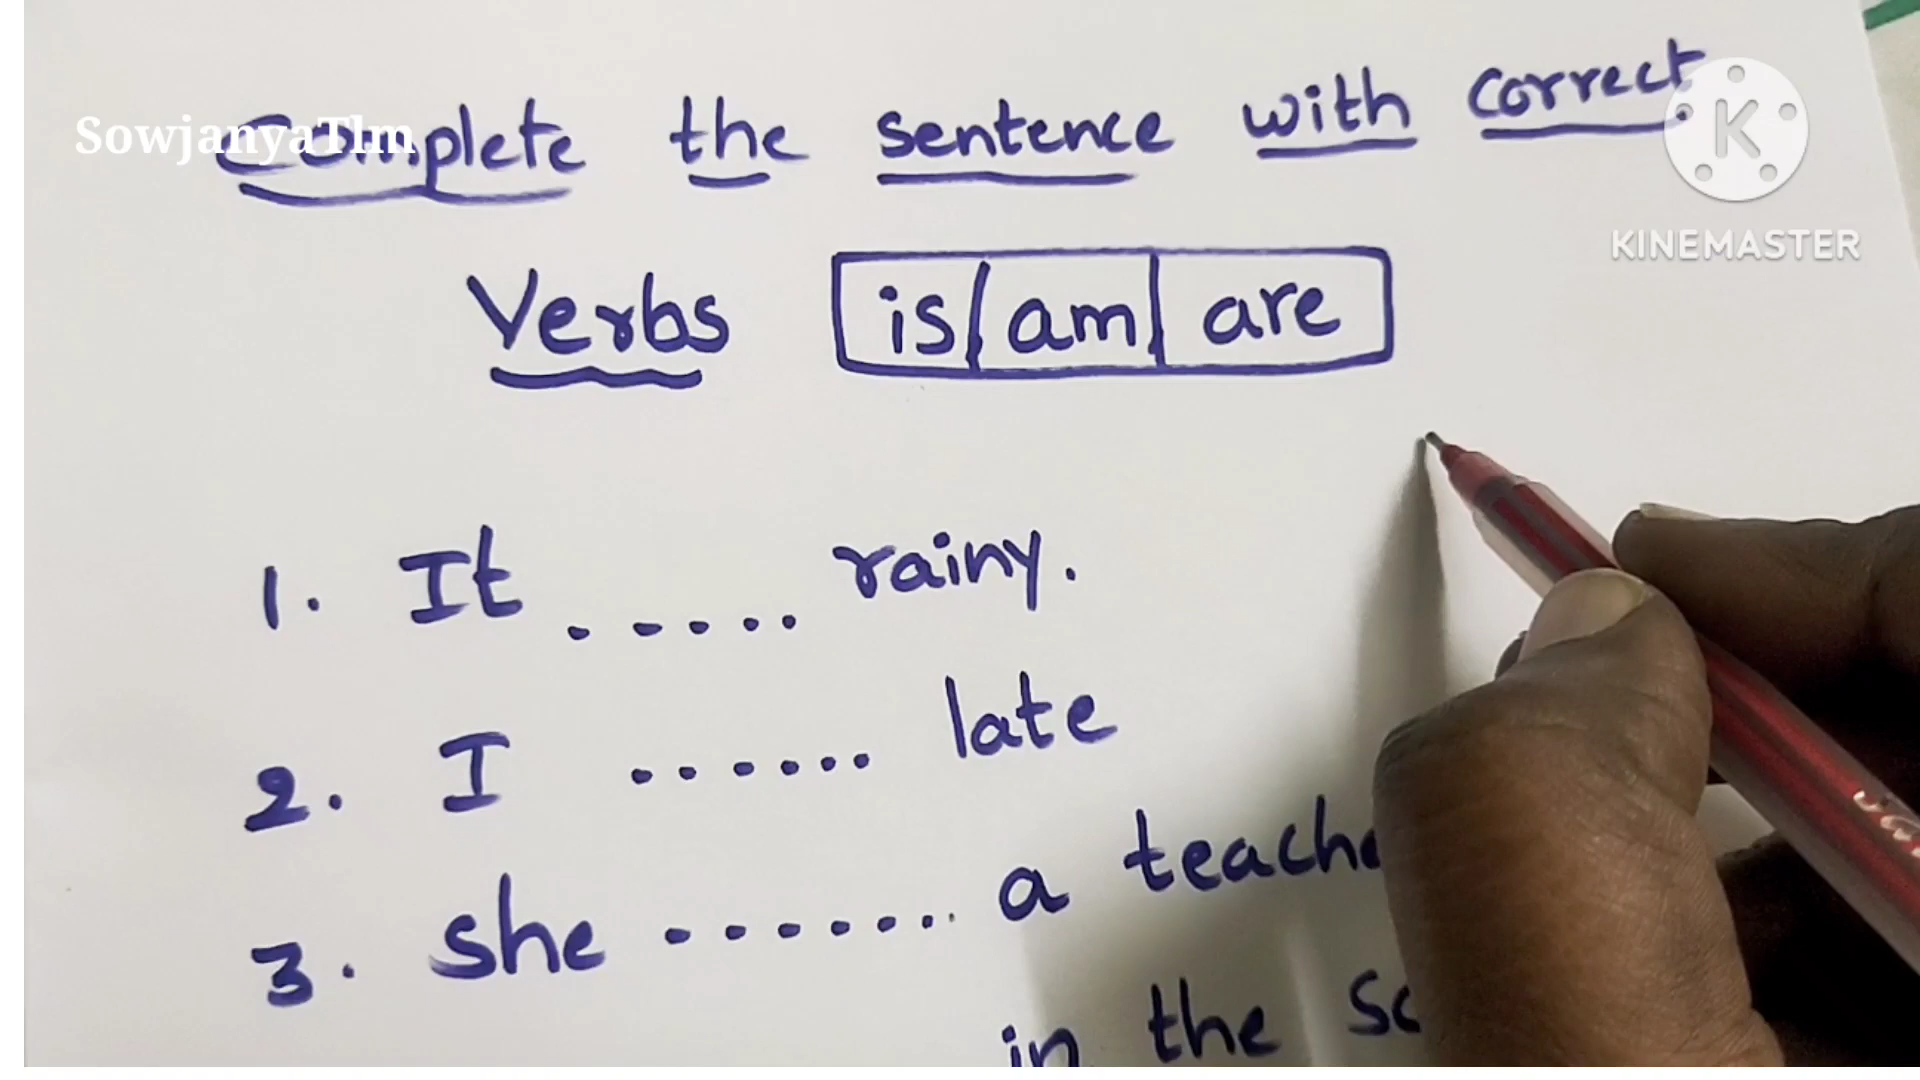 Complete the sentence with correct
SowjanyaTlm
KINEMASTER
Verbs is/am/are
1. It ..... rainy.
2. I ...... late
3. She ....... a
in the